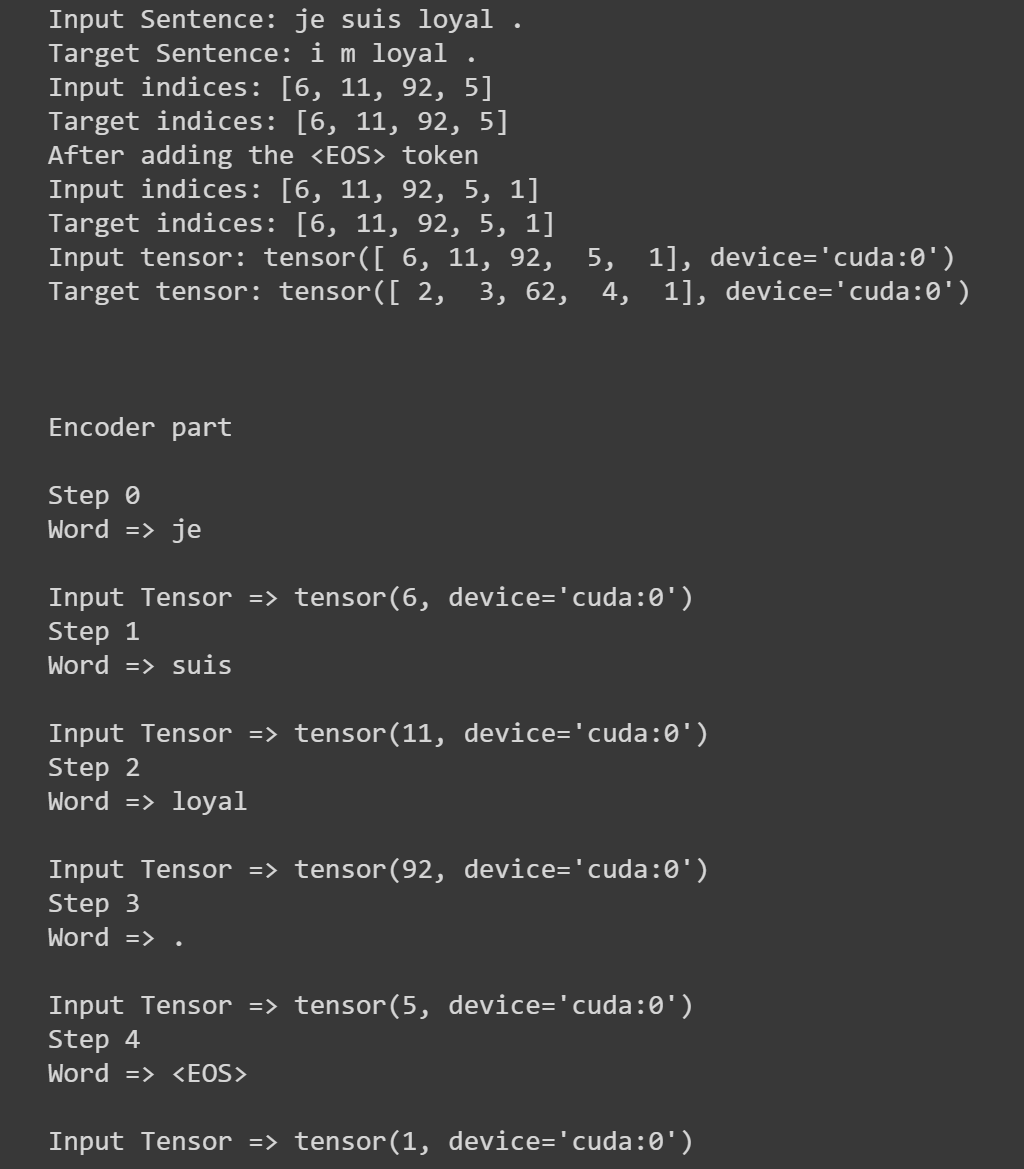 Input Sentence: je suis loyal .
Target Sentence: i m loyal .
Input indices: [6, 11, 92, 5]
Target indices: [6, 11, 92, 5]
After adding the <EOS> token
Input indices: [6, 11, 92, 5, 1]
Target indices: [6, 11, 92, 5, 1]
Input tensor: tensor([ 6, 11, 92,  5,  1], device='cuda:0')
Target tensor: tensor([ 2,  3, 62,  4,  1], device='cuda:0')
Encoder part
Step 0
Word => je
Input Tensor => tensor(6, device='cuda:0')
Step 1
Word => suis
Input Tensor => tensor(11, device='cuda:0')
Step 2
Word => loyal
Input Tensor => tensor(92, device='cuda:0')
Step 3
Word => .
Input Tensor => tensor(5, device='cuda:0')
Step 4
Word => <EOS>
Input Tensor => tensor(1, device='cuda:0')